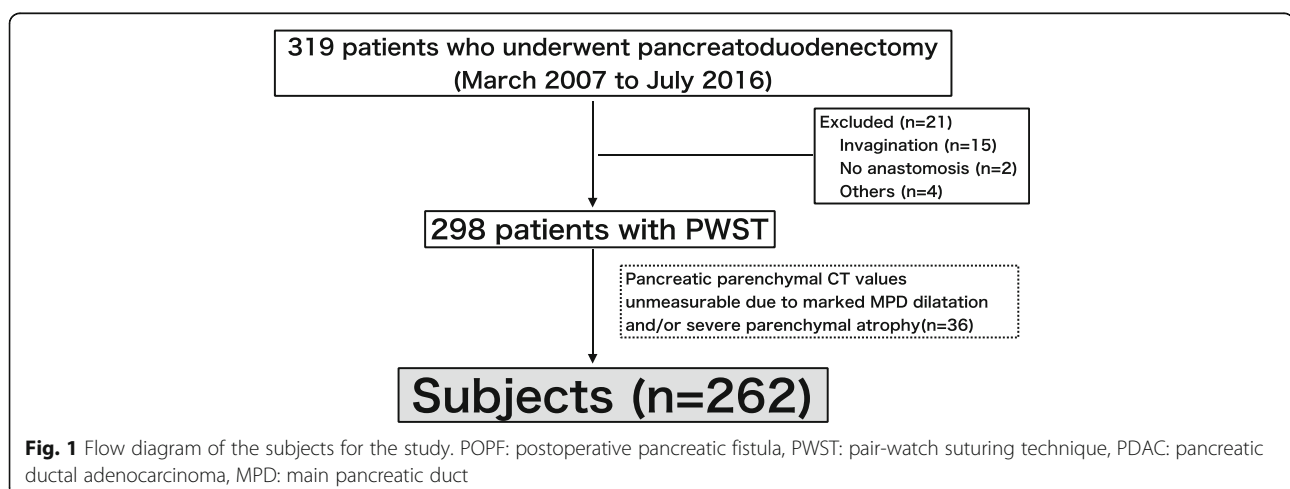 319 patients who underwent pancreatoduodenectomy
(March 2007 to July 2016)
Excluded (n=21)
Invagination (n=15)
No anastomosis (n=2)
Others (n=4)
298 patients with PWST
Pancreatic parenchymal CT values
unmeasurable due to marked MPD dilatation
and/or severe parenchymal atrophy(n=36)
Subjects (n=262)
Fig. 1 Flow diagram of the subjects for the study. POPF: postoperative pancreatic fistula, PWST: pair-watch suturing technique, PDAC: pancreatic
ductal adenocarcinoma, MPD: main pancreatic duct